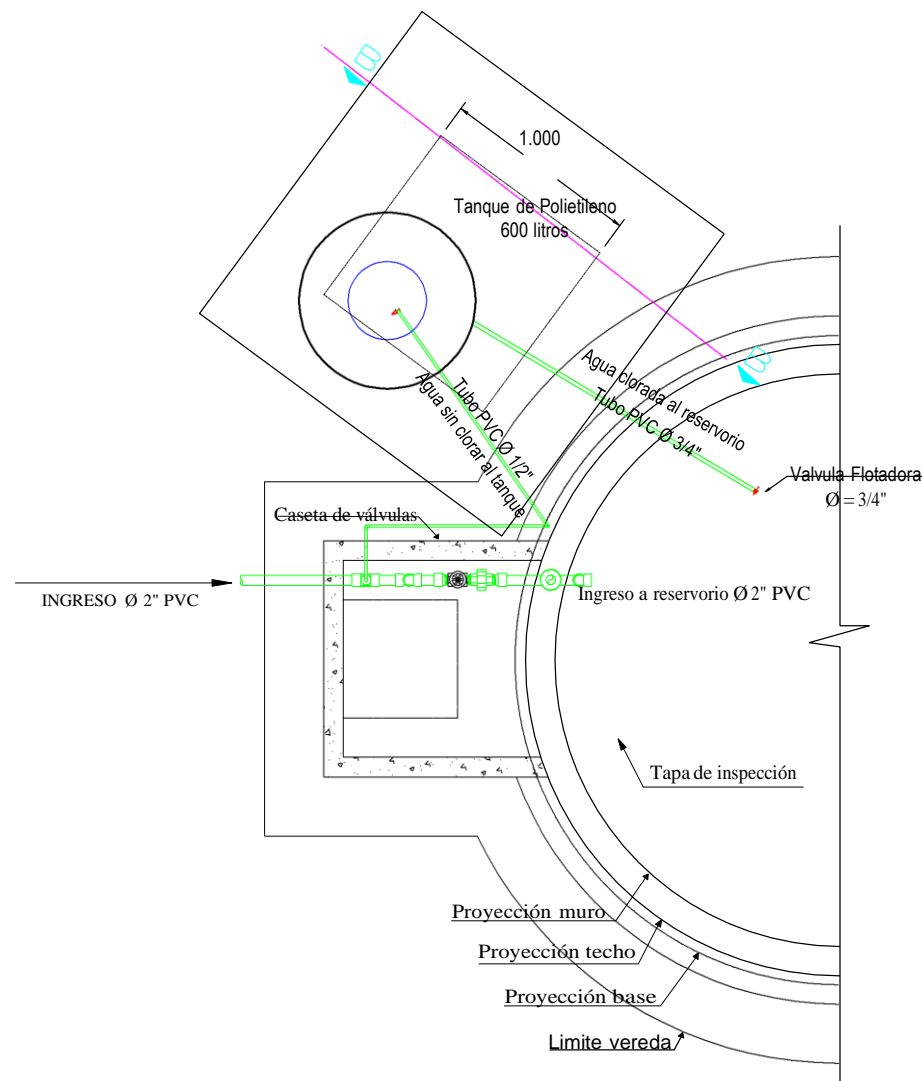 B
1.000
Tanque de Polietileno
600 litros
B
Agua clorada al reservorio
Tubo PVC Ø 3/4"
Tubo PVC Ø 1/2"
Agua sin clorar al tanque
Valvula Flotadora
Ø = 3/4"
Caseta de válvulas
INGRESO Ø 2" PVC
Ingreso a reservorio Ø 2" PVC
Tapa de inspección
Proyección muro
Proyección techo
Proyección base
Limite vereda